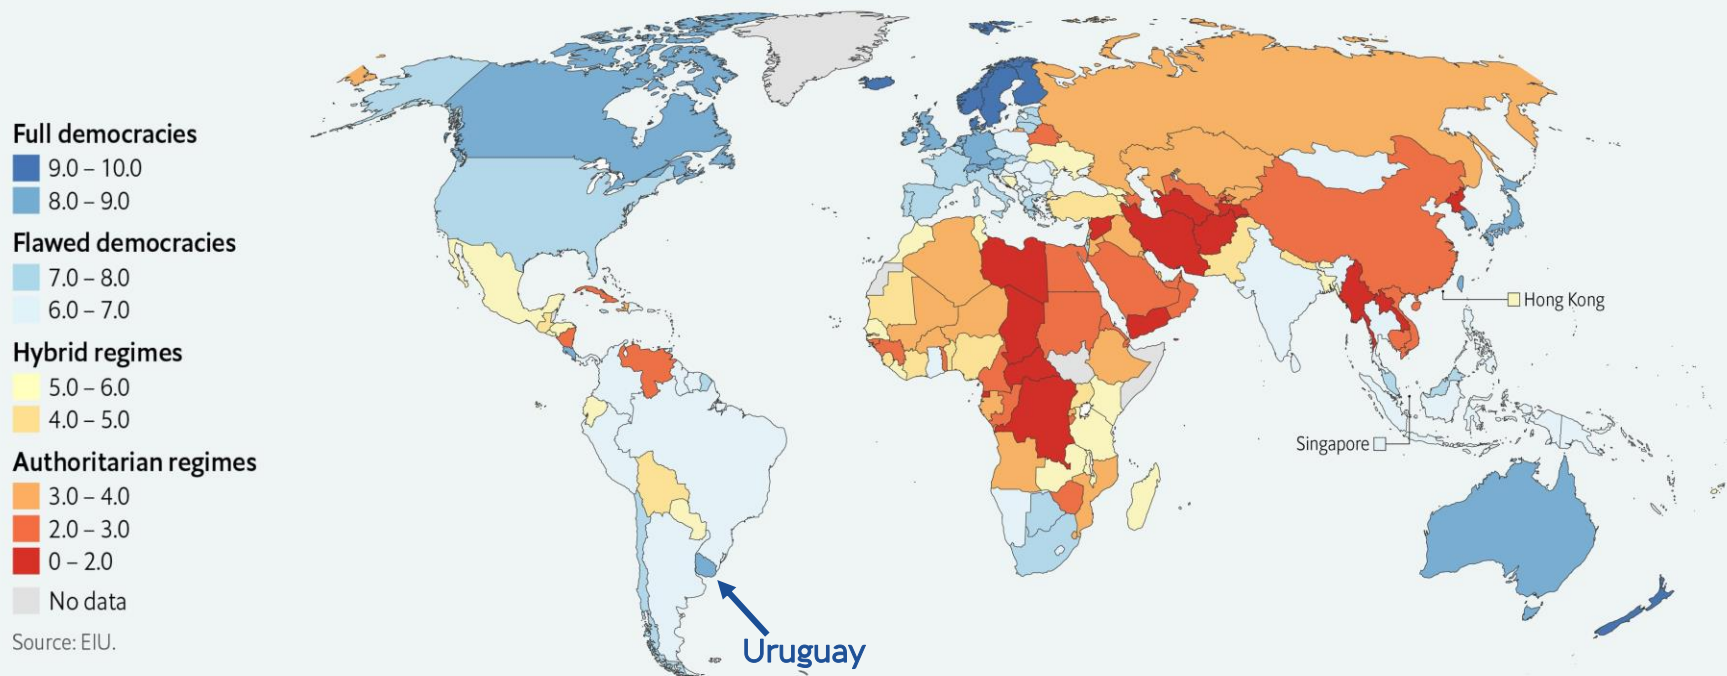 Full democracies
9.0 – 10.0
8.0 – 9.0
Flawed democracies
7.0 – 8.0
6.0 – 7.0
Hybrid regimes
5.0 – 6.0
4.0 – 5.0
Authoritarian regimes
3.0 – 4.0
2.0 – 3.0
0 – 2.0
No data
Source: EIU.
Hong Kong
Singapore
Uruguay